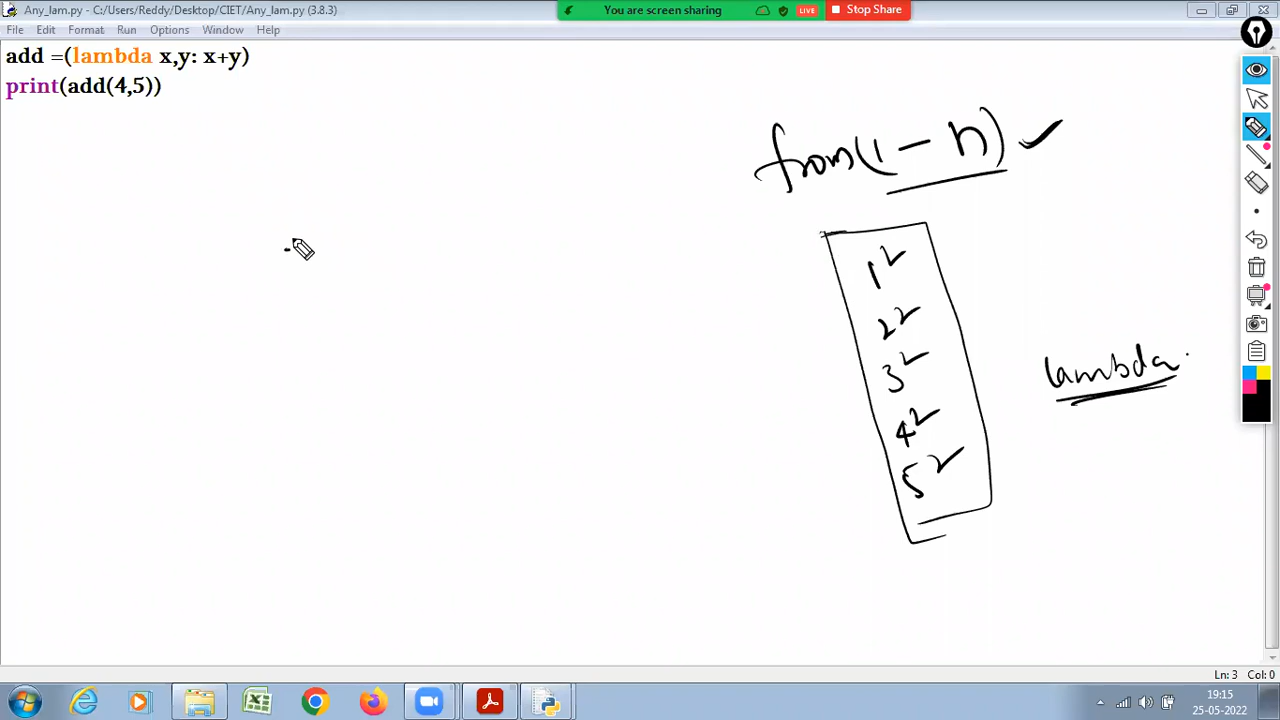 Any_lam.py - C:/Users/Reddy/Desktop/CIET/Any_lam.py (3.8.3)
You are screen sharing
LIVE
Stop Share
File Edit Format Run Options Window Help
add =(lambda x,y: x+y)
print(add(4,5))
from(1 – n) ✓
1²
2²
3²
4²
5²
lambda
Ln: 3 Col: 0
19:15
25-05-2022